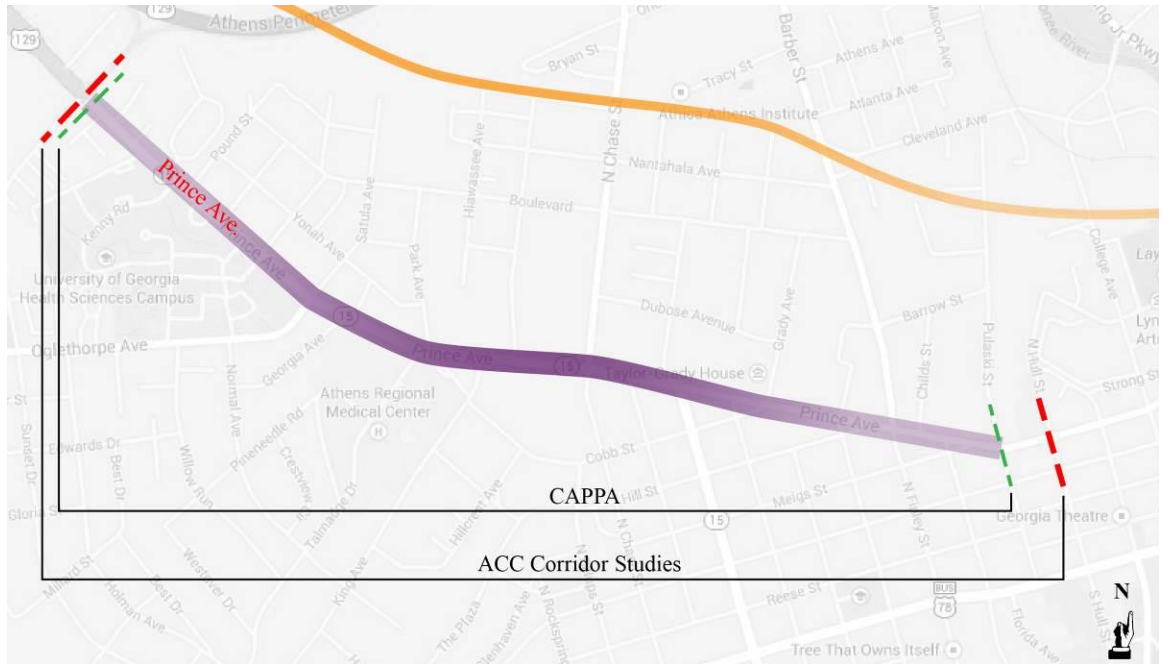 129
Athens Perimeter
129
Bryan St
Tracy St
Barber St
Macon Ave
Athens Ave
Atlanta Ave
Athica Athens Institute
Cleveland Ave
N Chase St
Nantahala Ave
Pound St
Hiawassee Ave
Boulevard
Satula Ave
Yonah Ave
Park Ave
Kenny Rd
Prince Ave.
Prince Ave
University of Georgia
Health Sciences Campus
College Ave
Oglethorpe Ave
15
Georgia Ave
Prince Ave
15
Dubose Avenue
Grady Ave
Barrow St
Taylor-Grady House
Childs St
Pulaski St
N Hull St
Strong St
Normal Ave
Athens Regional
Medical Center
H
Prince Ave
Pineneedle Rd
Edwards Dr
Sunset Dr
Best Dr
Willow Run
Talmadge Dr
Cobb St
Hill St
Meigs St
N Finley St
Hillcrest Ave
CAPPA
15
Georgia Theatre
ACC Corridor Studies
Millard St
Holman Ave
Best Dr
Westover Dr
King Ave
The Plaza
Reese St
BUS
78
Florida Ave
S Hull St
Tree That Owns Itself
N